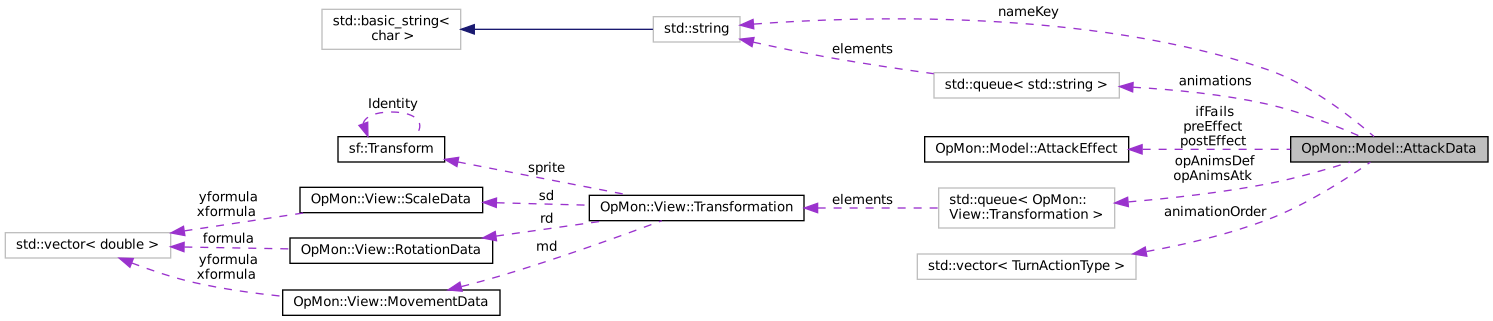 std::basic_string<
char >
std::string
nameKey
elements
std::queue< std::string >
animations
Identity
sf::Transform
ifFails
preEffect
postEffect
OpMon::Model::AttackEffect
OpMon::Model::AttackData
sprite
opAnimsDef
opAnimsAtk
yformula
xformula
OpMon::View::ScaleData
sd
OpMon::View::Transformation
elements
std::queue< OpMon::
View::Transformation >
rd
animationOrder
std::vector< double >
formula
OpMon::View::RotationData
md
yformula
xformula
std::vector< TurnActionType >
OpMon::View::MovementData